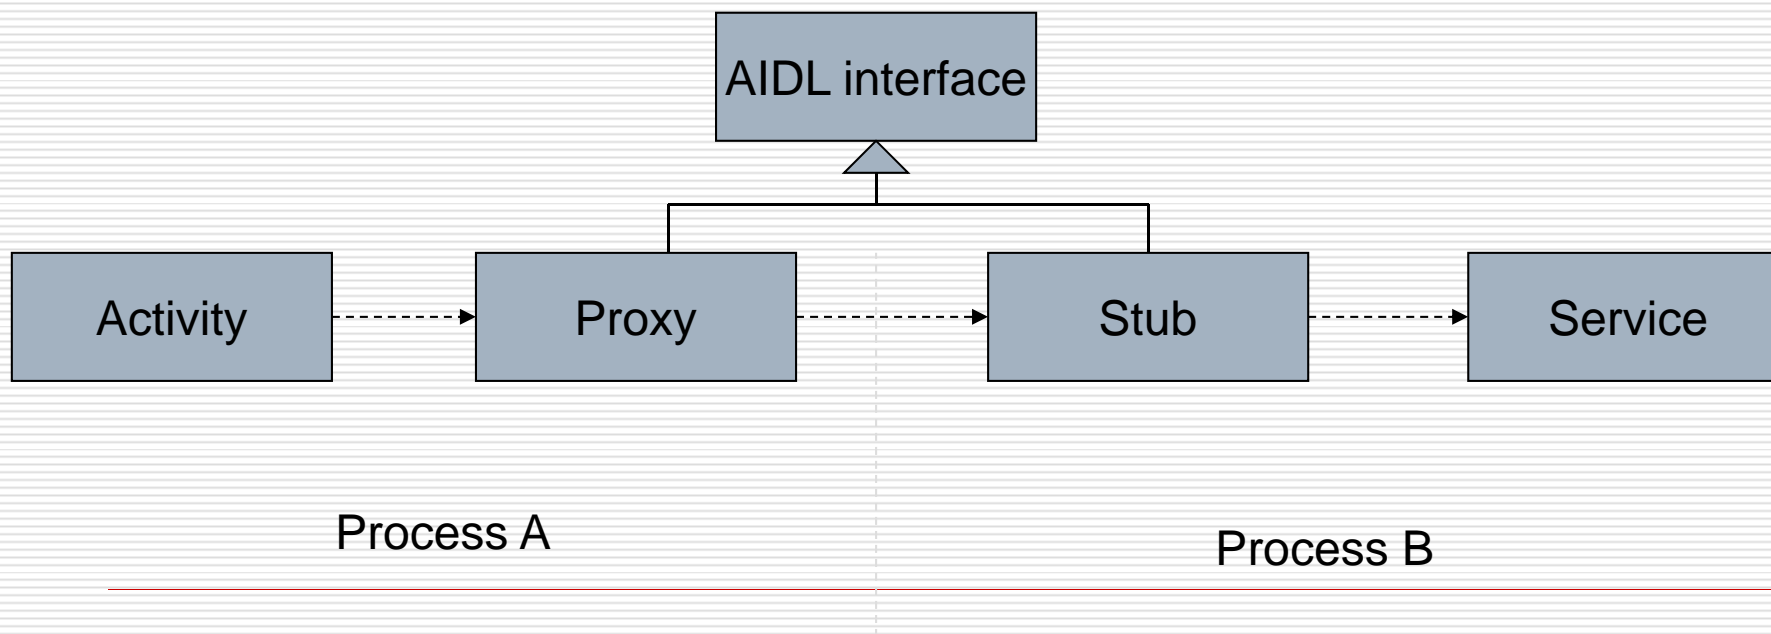 AIDL interface
Activity
Proxy
Stub
Service
Process A
Process B